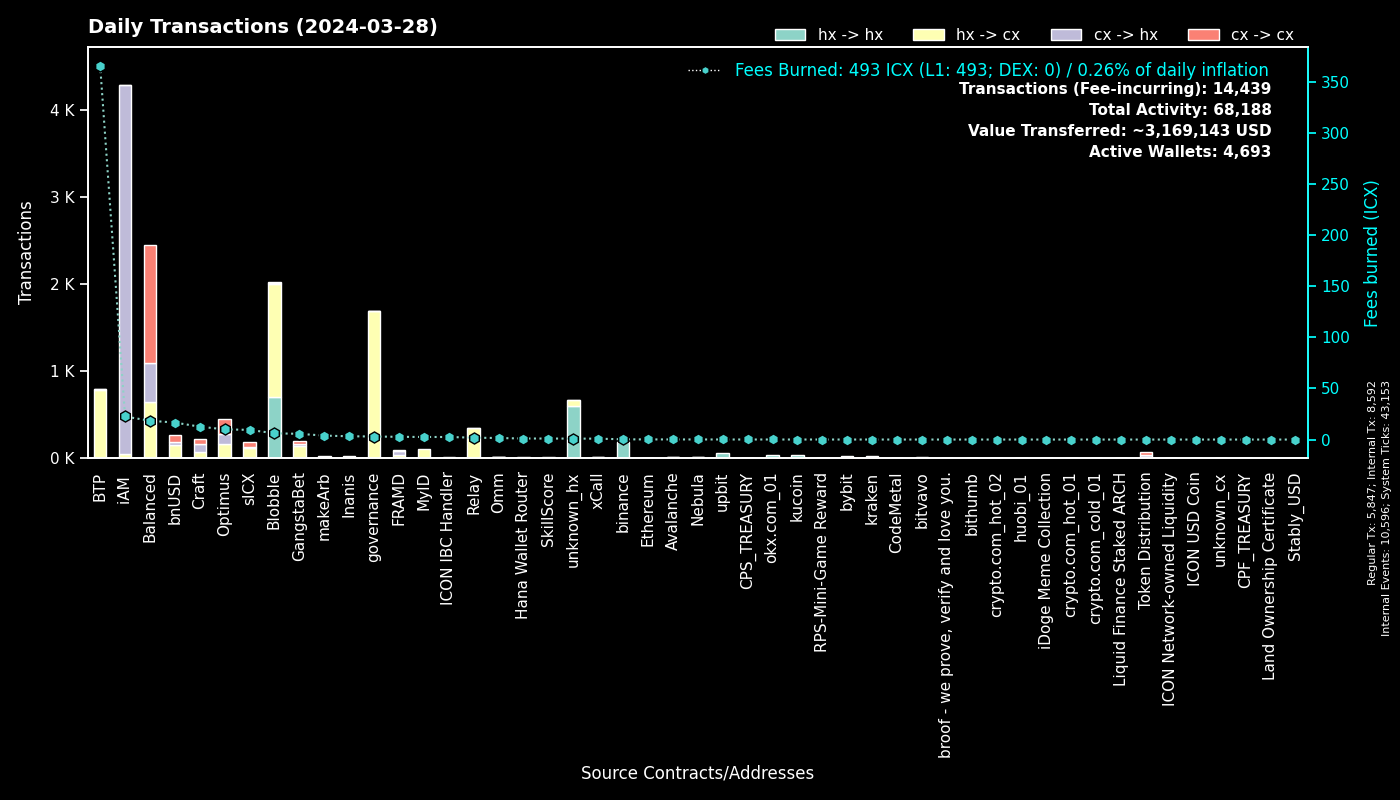 Daily Transactions (2024-03-28)
hx -> hx
hx -> cx
cx -> hx
cx -> cx
Fees Burned: 493 ICX (L1: 493; DEX: 0) / 0.26% of daily inflation
Transactions (Fee-incurring): 14,439
Total Activity: 68,188
Value Transferred: ~3,169,143 USD
Active Wallets: 4,693
Transactions
4 K
3 K
2 K
1 K
0 K
350
300
250
200
150
100
50
0
Fees burned (ICX)
Regular Tx: 5,847; Internal Tx: 8,592
Internal Events: 10,596; System Ticks: 43,153
BTP
iAM
Balanced
bnUSD
Craft
Optimus
sICX
Blobble
GangstaBet
makeArb
Inanis
governance
FRAMD
MyID
ICON IBC Handler
Relay
Omm
Hana Wallet Router
SkillScore
unknown_hx
xCall
binance
Ethereum
Avalanche
Nebula
upbit
CPS_TREASURY
okx.com_01
kucoin
RPS-Mini-Game Reward
bybit
kraken
CodeMetal
bitvavo
broof - we prove, verify and love you.
bithumb
crypto.com_hot_02
huobi_01
iDoge Meme Collection
crypto.com_hot_01
crypto.com_cold_01
Liquid Finance Staked ARCH
Token Distribution
ICON Network-owned Liquidity
ICON USD Coin
unknown_cx
CPF_TREASURY
Land Ownership Certificate
Stably_USD
Source Contracts/Addresses